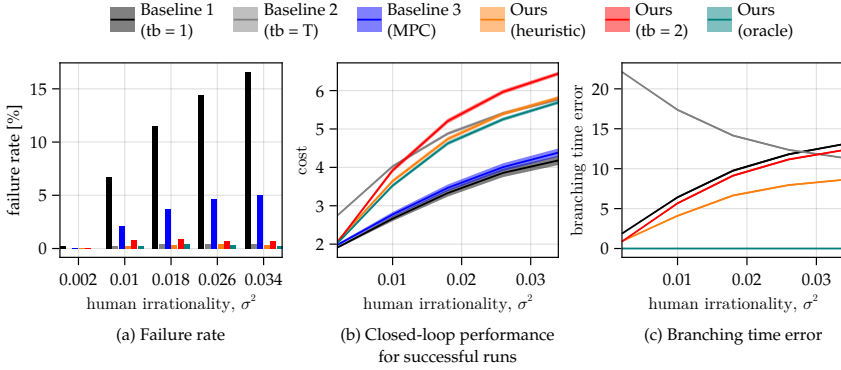 Baseline 1 Baseline 2 Baseline 3 Ours Ours Ours
(tb = 1) (tb = T) (MPC) (heuristic) (tb = 2) (oracle)
failure rate [%]
15
10
5
0
0.002 0.01 0.018 0.026 0.034
human irrationality, σ²
(a) Failure rate
cost
6
5
4
3
2
0.01 0.02 0.03
human irrationality, σ²
(b) Closed-loop performance
for successful runs
branching time error
20
15
10
5
0
0.01 0.02 0.03
human irrationality, σ²
(c) Branching time error